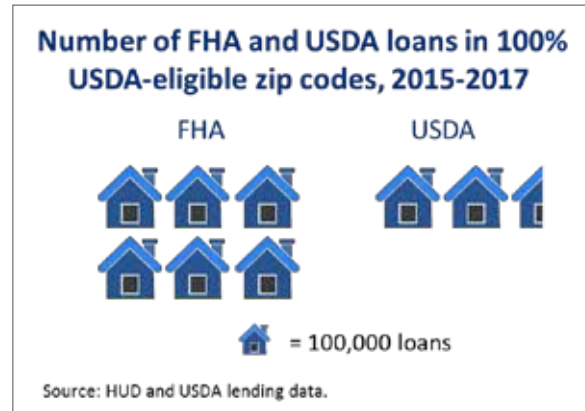 Number of FHA and USDA loans in 100%
USDA-eligible zip codes, 2015-2017
FHA
USDA
= 100,000 loans
Source: HUD and USDA lending data.